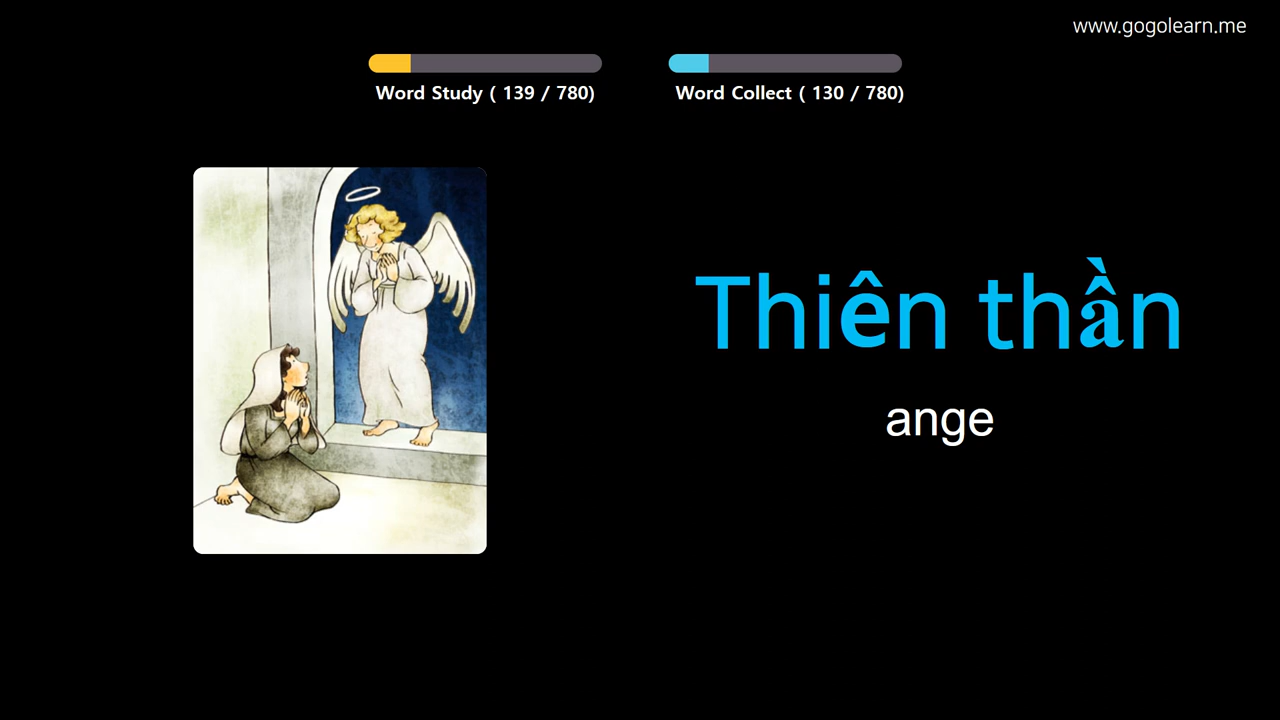 www.gogolearn.me
Word Study ( 139 / 780)
Word Collect ( 130 / 780)
Thiên thần
ange